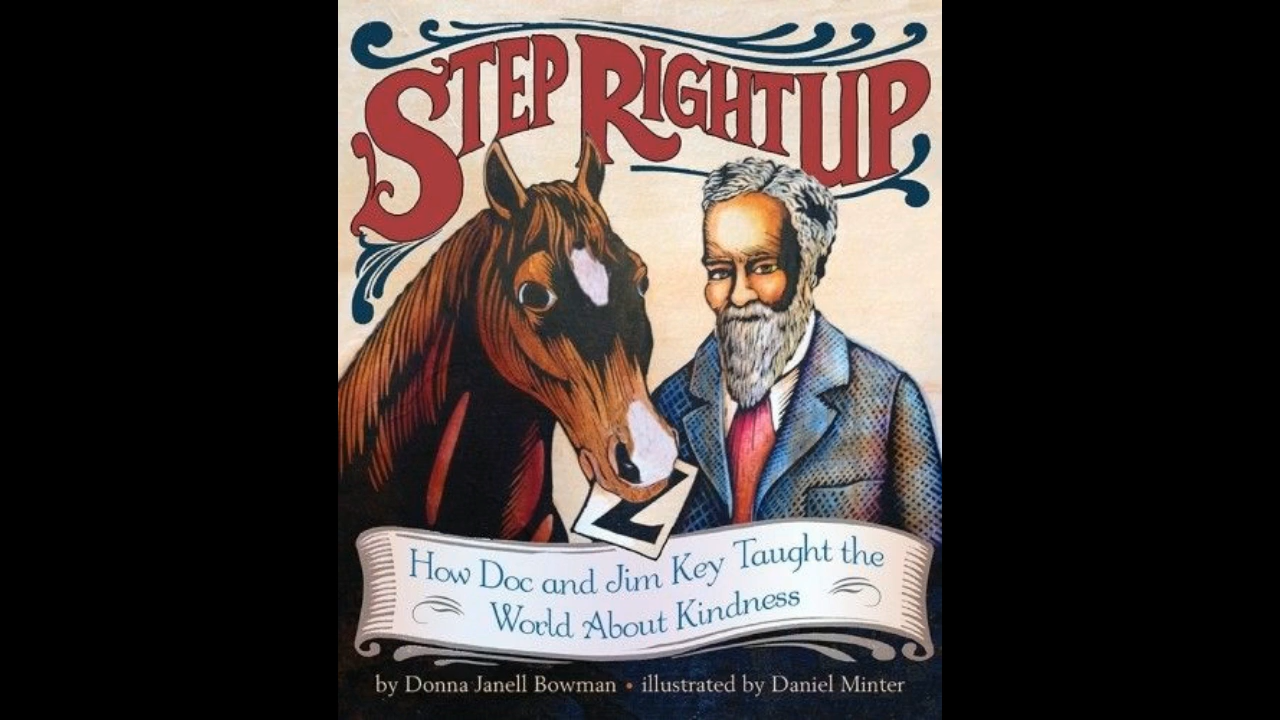 STEP RIGHT UP
Z
How Doc and Jim Key Taught the
World About Kindness
by Donna Janell Bowman • illustrated by Daniel Minter